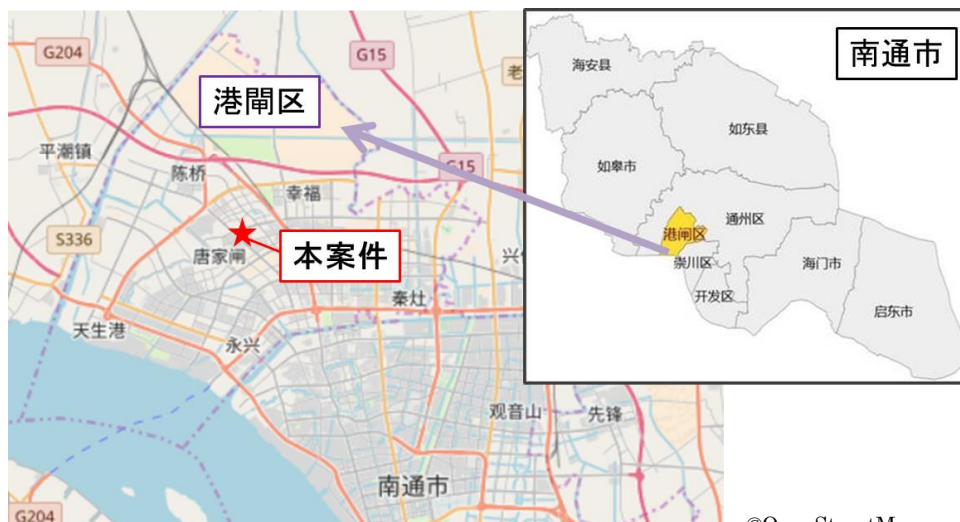 G204
G15
老
南通市
海安县
港閘区
如东县
平潮镇
陈桥
G15
如皋市
幸福
通州区
S336
港闸区
唐家闸
本案件
兴
崇川区
海门市
秦灶
开发区
天生港
启东市
永兴
观音山
先锋
南通市
G204